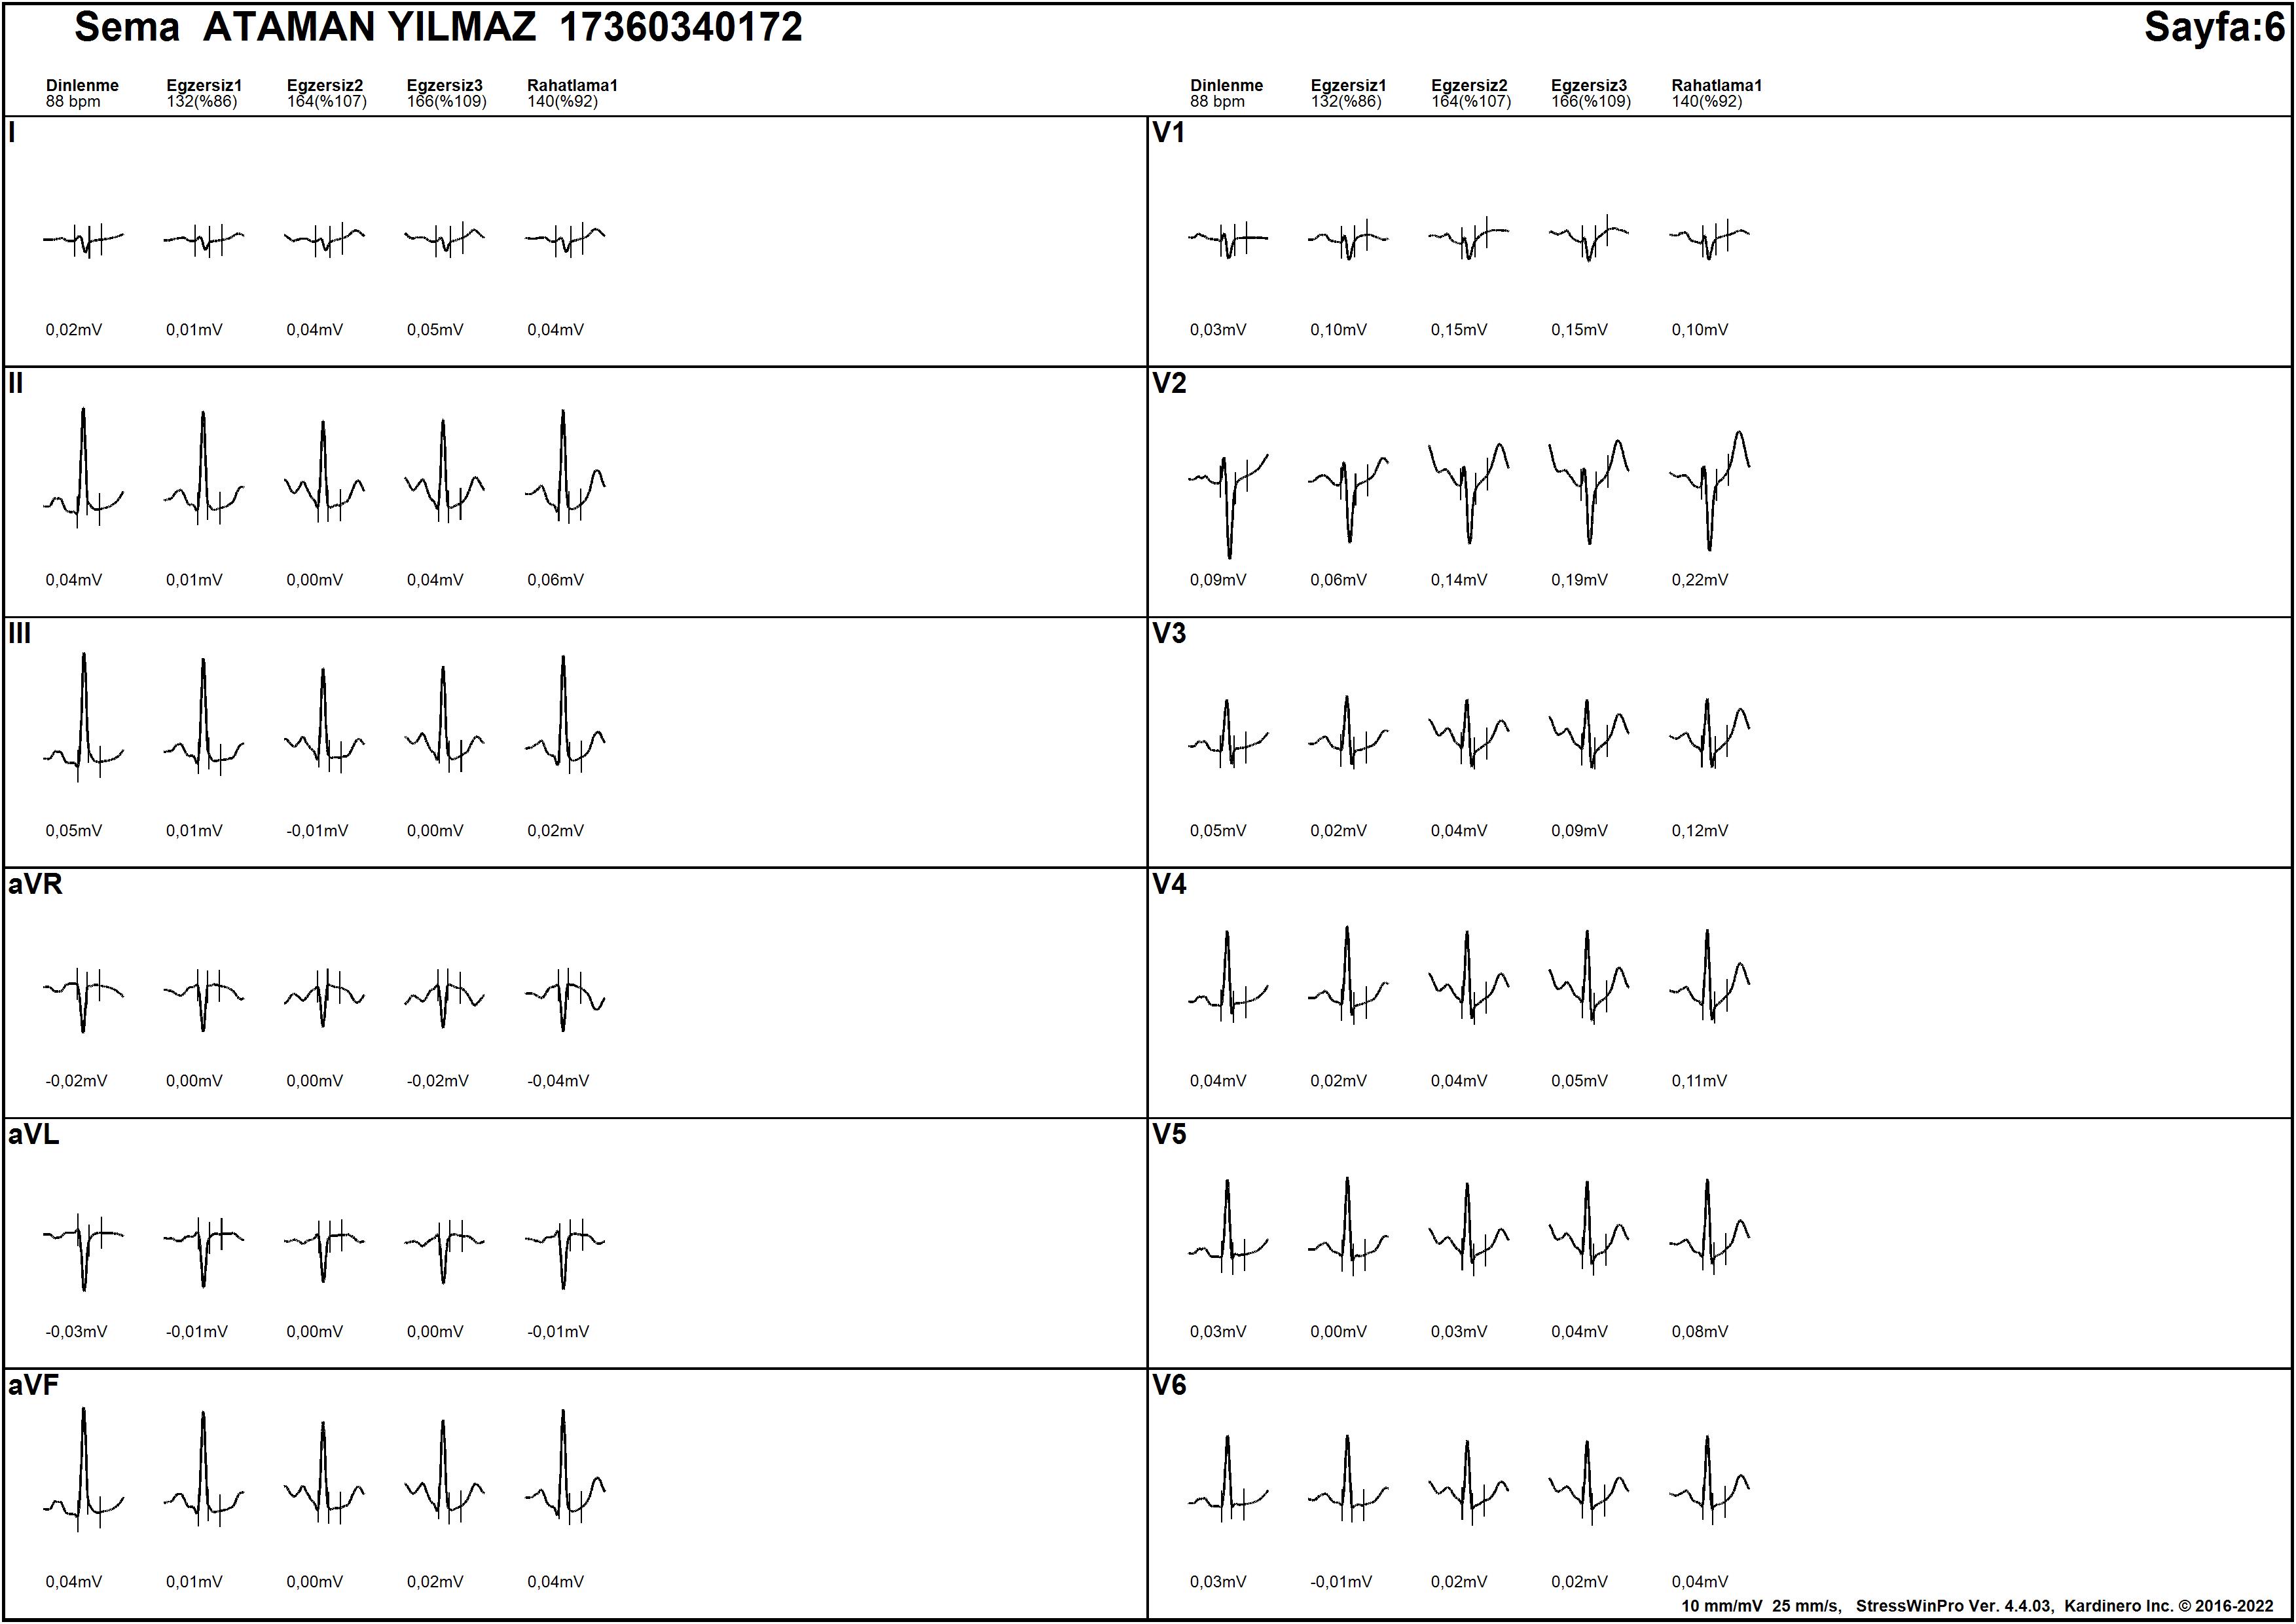 Sema ATAMAN YILMAZ 17360340172
Sayfa:6
Dinlenme Egzersiz1 Egzersiz2 Egzersiz3 Rahatlama1
88 bpm 132(%86) 164(%107) 166(%109) 140(%92)
Dinlenme Egzersiz1 Egzersiz2 Egzersiz3 Rahatlama1
88 bpm 132(%86) 164(%107) 166(%109) 140(%92)
I
0,02mV 0,01mV 0,04mV 0,05mV 0,04mV
V1
0,03mV 0,10mV 0,15mV 0,15mV 0,10mV
II
0,04mV 0,01mV 0,00mV 0,04mV 0,06mV
V2
0,09mV 0,06mV 0,14mV 0,19mV 0,22mV
III
0,05mV 0,01mV -0,01mV 0,00mV 0,02mV
V3
0,05mV 0,02mV 0,04mV 0,09mV 0,12mV
aVR
-0,02mV 0,00mV 0,00mV -0,02mV -0,04mV
V4
0,04mV 0,02mV 0,04mV 0,05mV 0,11mV
aVL
-0,03mV -0,01mV 0,00mV 0,00mV -0,01mV
V5
0,03mV 0,00mV 0,03mV 0,04mV 0,08mV
aVF
0,04mV 0,01mV 0,00mV 0,02mV 0,04mV
V6
0,03mV -0,01mV 0,02mV 0,02mV 0,04mV
10 mm/mV 25 mm/s, StressWinPro Ver. 4.4.03, Kardinero Inc. © 2016-2022